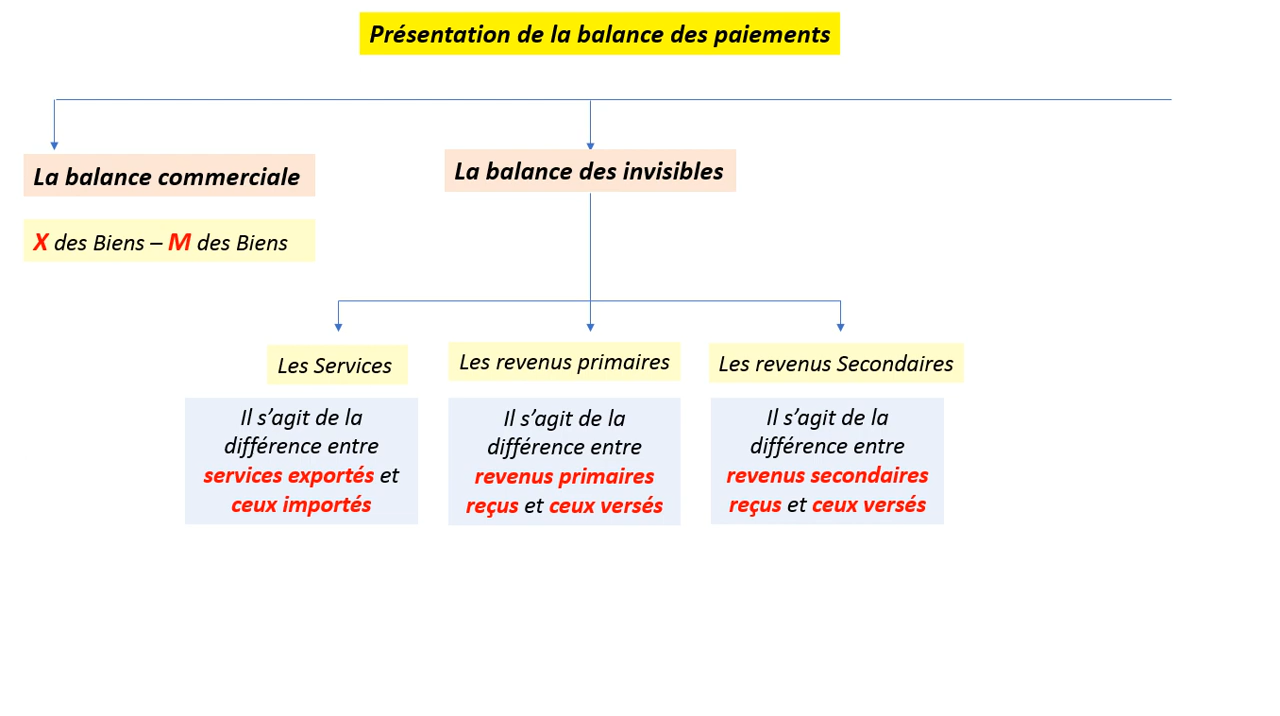 Présentation de la balance des paiements
La balance commerciale
X des Biens – M des Biens
La balance des invisibles
Les Services
Il s’agit de la
différence entre
services exportés et
ceux importés
Les revenus primaires
Il s’agit de la
différence entre
revenus primaires
reçus et ceux versés
Les revenus Secondaires
Il s’agit de la
différence entre
revenus secondaires
reçus et ceux versés